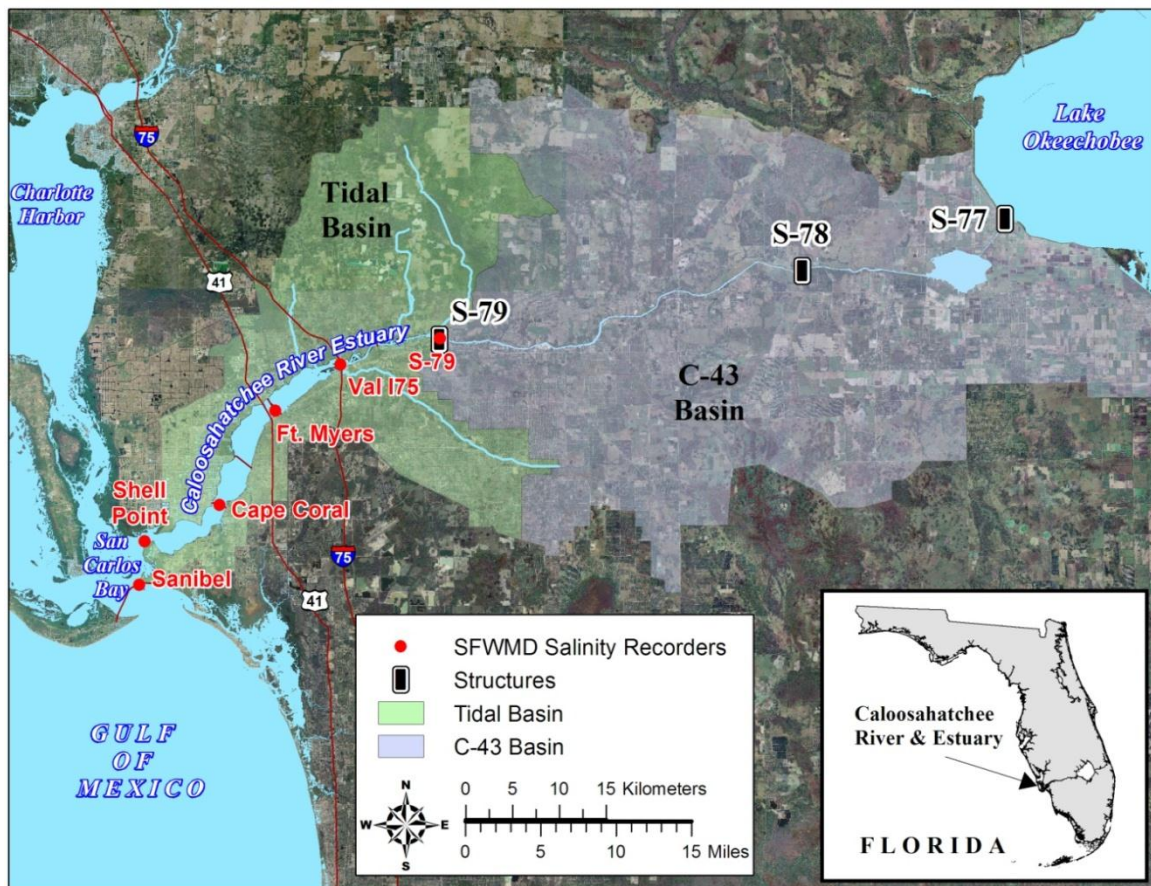 75
Charlotte
Harbor
41
Tidal
Basin
Lake
Okeechobee
S-77
S-78
S-79
S-79
Val I75
Caloosahatchee River Estuary
Ft. Myers
C-43
Basin
Shell
Point
Cape Coral
San
Carlos
Bay
Sanibel
75
41
GULF
OF
MEXICO
SFWMD Salinity Recorders
Structures
Tidal Basin
C-43 Basin
N
W E
S
0 5 10 15 Kilometers
0 5 10 15 Miles
Caloosahatchee
River & Estuary
FLORIDA